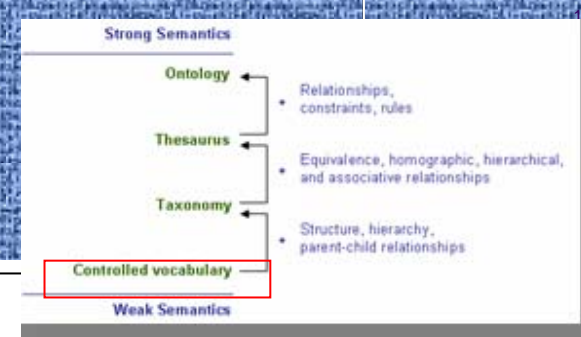 Strong Semantics
Ontology
Relationships,
constraints, rules
Thesaurus
Equivalence, homographic, hierarchical,
and associative relationships
Taxonomy
Structure, hierarchy,
parent-child relationships
Controlled vocabulary
Weak Semantics